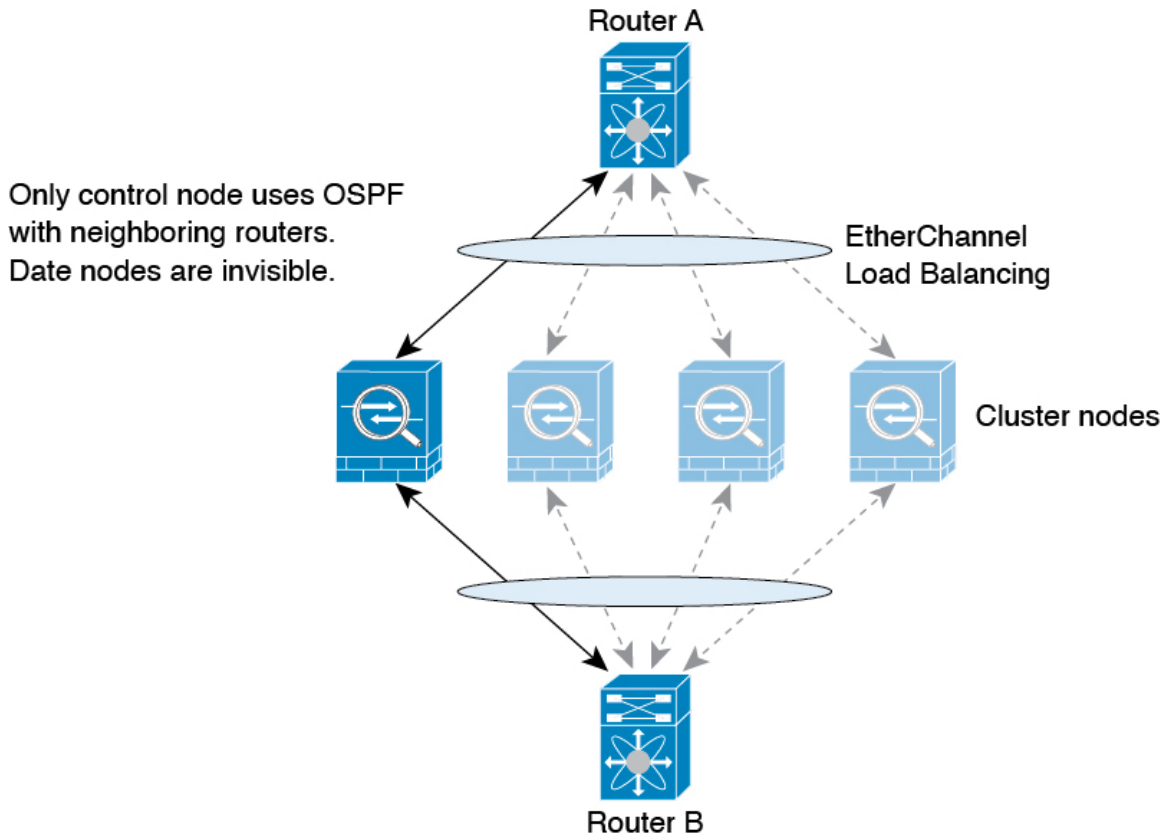 Router A
Only control node uses OSPF
with neighboring routers.
Date nodes are invisible.
EtherChannel
Load Balancing
Cluster nodes
Router B